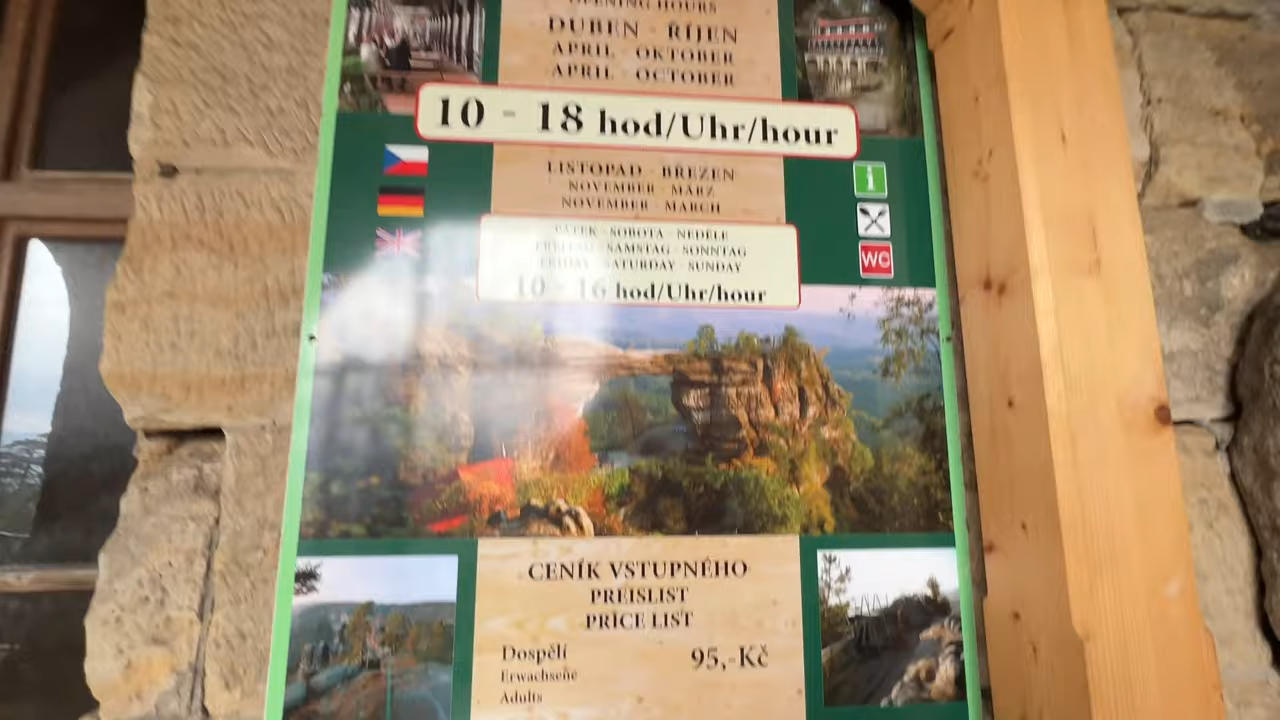 OPENING HOURS
DUBEN - ŘÍJEN
APRIL - OKTOBER
APRIL - OCTOBER
10 - 18 hod/Uhr/hour
LISTOPAD - BŘEZEN
NOVEMBER - MÄRZ
NOVEMBER - MARCH
PÁTEK - SOBOTA - NEDĚLE
FREITAG - SAMSTAG - SONNTAG
FRIDAY - SATURDAY - SUNDAY
10 - 16 hod/Uhr/hour
i
WC
CENÍK VSTUPNÉHO
PREISLIST
PRICE LIST
Dospělí 95,-Kč
Erwachsene
Adults